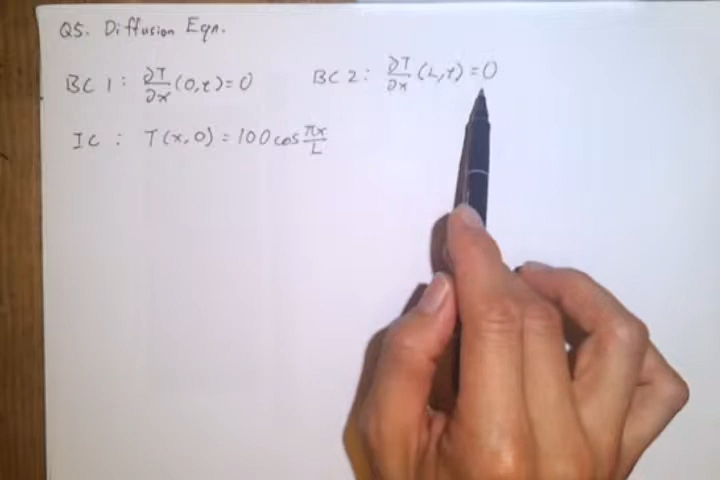 Q5. Diffusion Eqn.
BC 1: ∂T/∂x (0,t) = 0 BC 2: ∂T/∂x (L,t) = 0
IC : T(x,0) = 100 cos πx/L